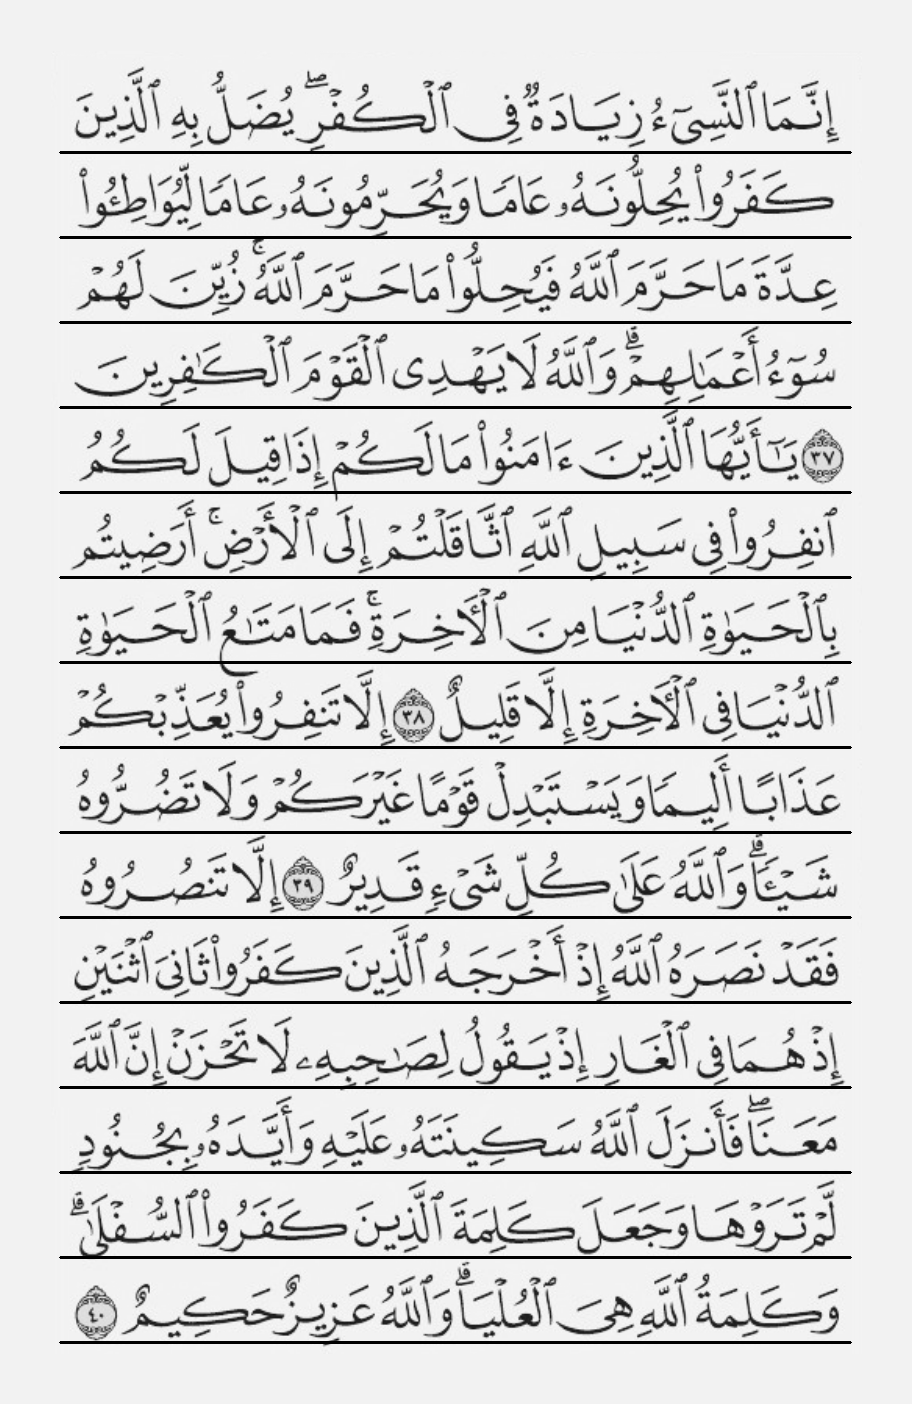 إِنَّمَا ٱلنَّسِىٓءُ زِيَادَةٌ فِى ٱلْكُفْرِ ۖ يُضَلُّ بِهِ ٱلَّذِينَ
كَفَرُوا۟ يُحِلُّونَهُۥ عَامًا وَيُحَرِّمُونَهُۥ عَامًا لِّيُوَاطِـُٔوا۟
عِدَّةَ مَا حَرَّمَ ٱللَّهُ فَيُحِلُّوا۟ مَا حَرَّمَ ٱللَّهُ ۚ زُيِّنَ لَهُمْ
سُوٓءُ أَعْمَٰلِهِمْ ۗ وَٱللَّهُ لَا يَهْدِى ٱلْقَوْمَ ٱلْكَٰفِرِينَ
٣٧ يَٰٓأَيُّهَا ٱلَّذِينَ ءَامَنُوا۟ مَا لَكُمْ إِذَا قِيلَ لَكُمُ
ٱنفِرُوا۟ فِى سَبِيلِ ٱللَّهِ ٱثَّاقَلْتُمْ إِلَى ٱلْأَرْضِ ۚ أَرَضِيتُم
بِٱلْحَيَوٰةِ ٱلدُّنْيَا مِنَ ٱلْـَٔاخِرَةِ ۚ فَمَا مَتَٰعُ ٱلْحَيَوٰةِ
ٱلدُّنْيَا فِى ٱلْـَٔاخِرَةِ إِلَّا قَلِيلٌ ٣٨ إِلَّا تَنفِرُوا۟ يُعَذِّبْكُمْ
عَذَابًا أَلِيمًا وَيَسْتَبْدِلْ قَوْمًا غَيْرَكُمْ وَلَا تَضُرُّوهُ
شَيْـًٔا ۗ وَٱللَّهُ عَلَىٰ كُلِّ شَىْءٍ قَدِيرٌ ٣٩ إِلَّا تَنصُرُوهُ
فَقَدْ نَصَرَهُ ٱللَّهُ إِذْ أَخْرَجَهُ ٱلَّذِينَ كَفَرُوا۟ ثَانِىَ ٱثْنَيْنِ
إِذْ هُمَا فِى ٱلْغَارِ إِذْ يَقُولُ لِصَٰحِبِهِۦ لَا تَحْزَنْ إِنَّ ٱللَّهَ
مَعَنَا ۖ فَأَنزَلَ ٱللَّهُ سَكِينَتَهُۥ عَلَيْهِ وَأَيَّدَهُۥ بِجُنُودٍ
لَّمْ تَرَوْهَا وَجَعَلَ كَلِمَةَ ٱلَّذِينَ كَفَرُوا۟ ٱلسُّفْلَىٰ ۗ
وَكَلِمَةُ ٱللَّهِ هِىَ ٱلْعُلْيَا ۗ وَٱللَّهُ عَزِيزٌ حَكِيمٌ ٤٠